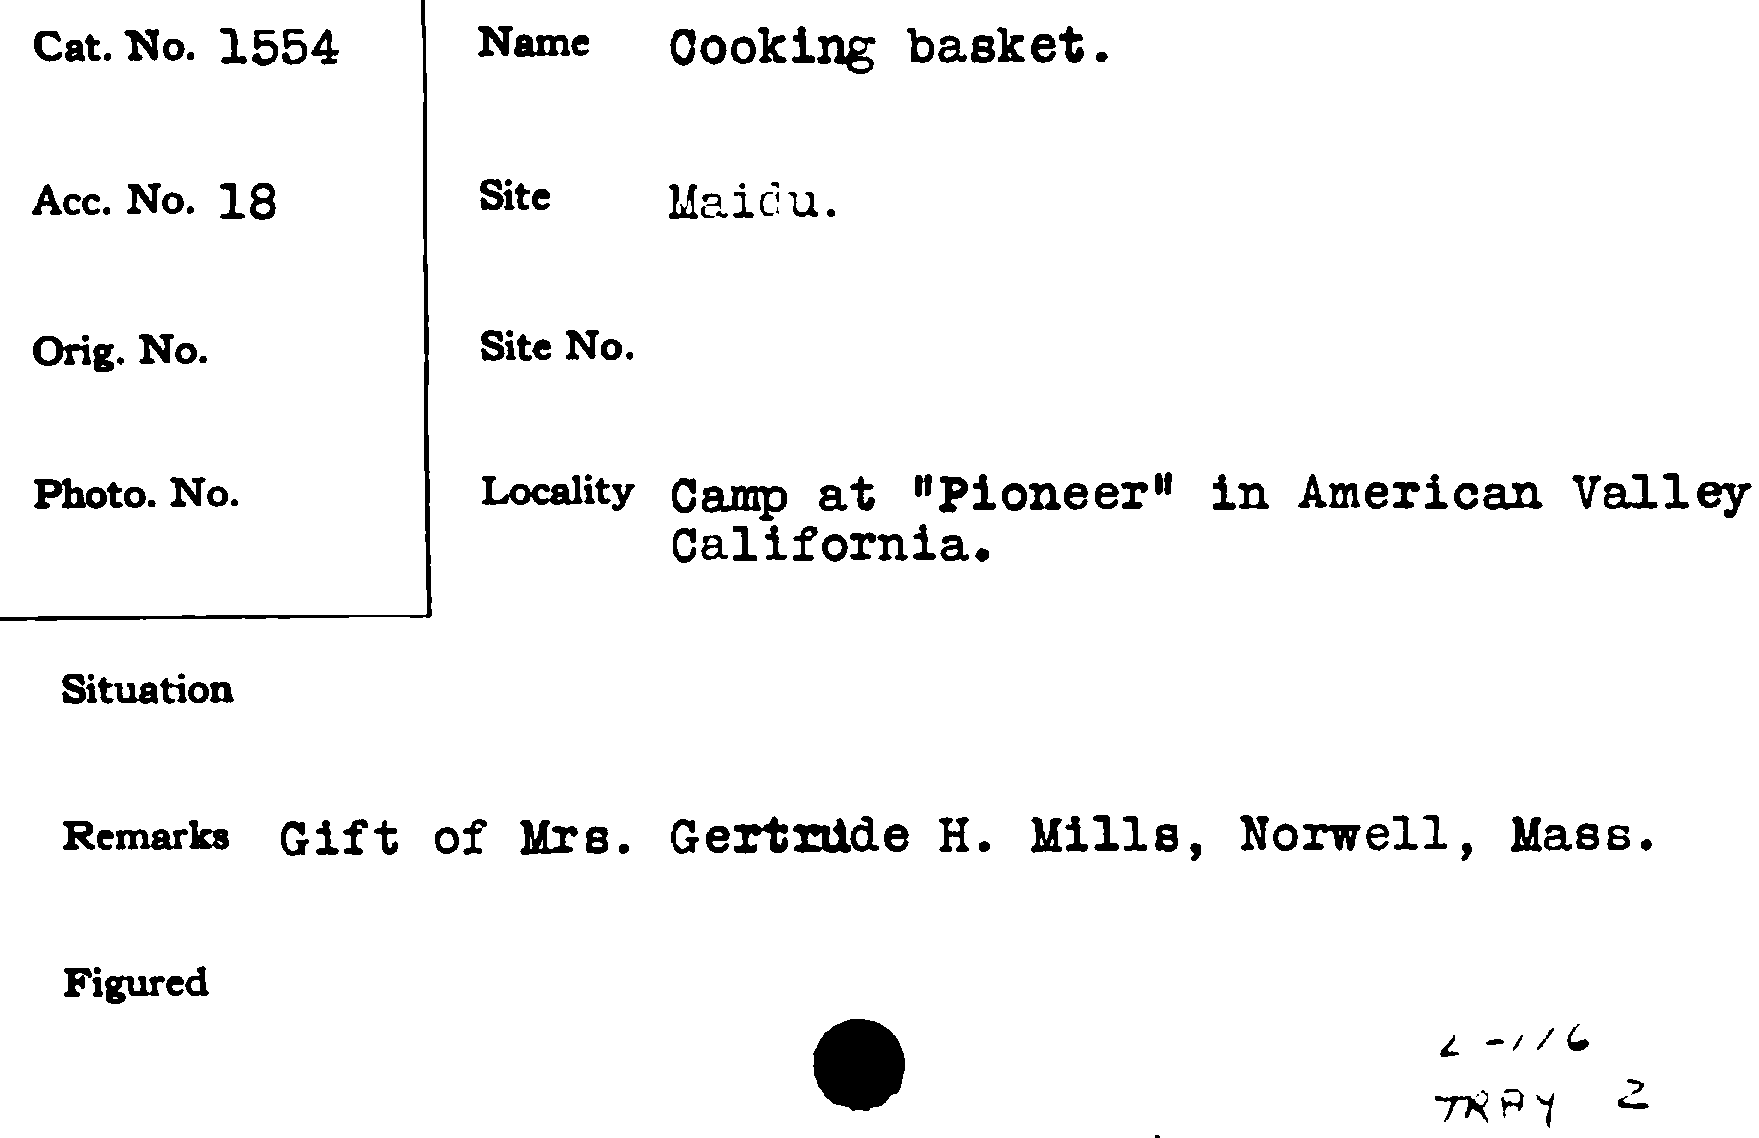 Cat. No. 1554
Name Cooking basket.
Acc. No. 18
Site Maidu.
Orig. No.
Site No.
Photo. No.
Locality Camp at "Pioneer" in American Valley
California.
Situation
Remarks Gift of Mrs. Gertrude H. Mills, Norwell, Mass.
Figured
L-116
TRAY 2